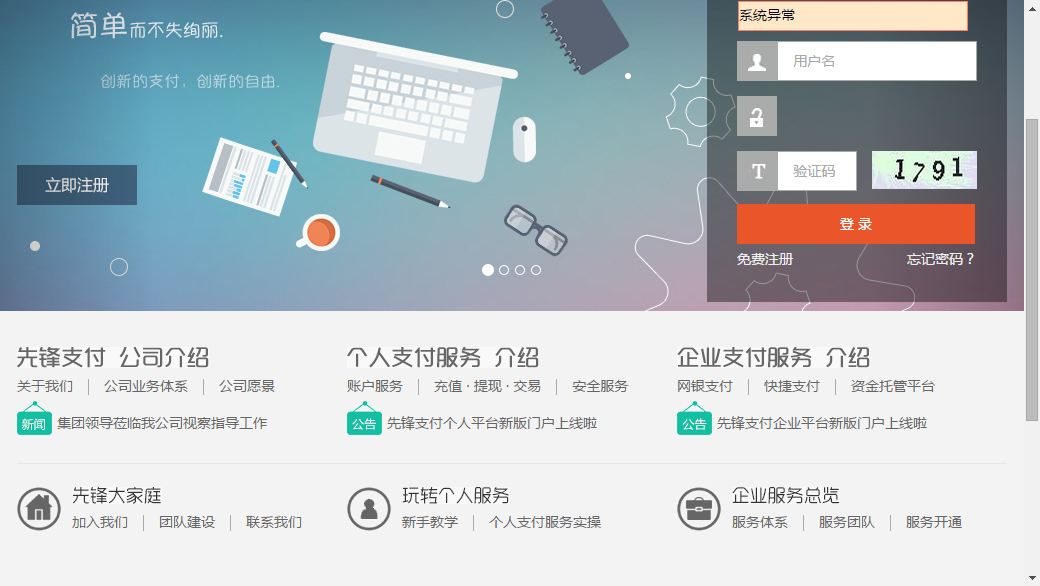 简单而不失绚丽.
创新的支付，创新的自由.
立即注册
系统异常
用户名
T 验证码 1791
登 录
免费注册 忘记密码？
先锋支付 公司介绍
关于我们 公司业务体系 公司愿景
新闻 集团领导莅临我公司视察指导工作
个人支付服务 介绍
账户服务 充值 · 提现 · 交易 安全服务
公告 先锋支付个人平台新版门户上线啦
企业支付服务 介绍
网银支付 快捷支付 资金托管平台
公告 先锋支付企业平台新版门户上线啦
先锋大家庭
加入我们 团队建设 联系我们
玩转个人服务
新手教学 个人支付服务实操
企业服务总览
服务体系 服务团队 服务开通